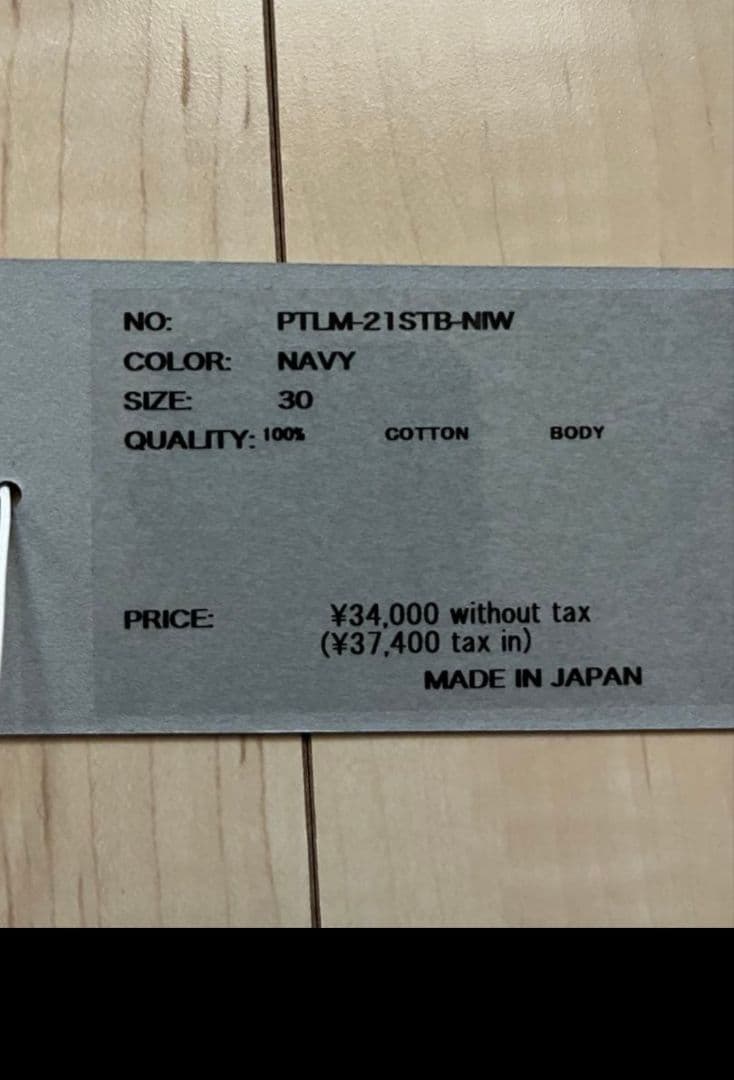 NO: PTLM-21STB-NIW
COLOR: NAVY
SIZE: 30
QUALITY: 100% COTTON BODY
PRICE: ¥34,000 without tax
(¥37,400 tax in)
MADE IN JAPAN